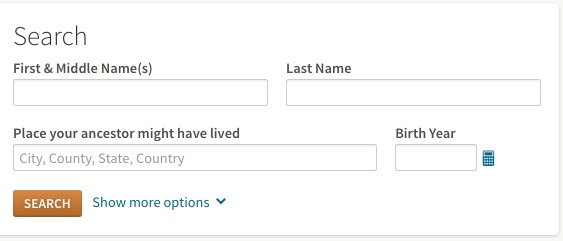 Search
First & Middle Name(s) Last Name
Place your ancestor might have lived Birth Year
City, County, State, Country
SEARCH Show more options